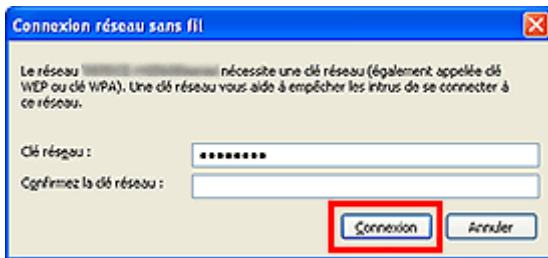 Connexion réseau sans fil
Le réseau nécessite une clé réseau (également appelée clé
WEP ou clé WPA). Une clé réseau vous aide à empêcher les intrus de se connecter à
ce réseau.
Clé réseau : ••••••••
Confirmez la clé réseau :
Connexion Annuler